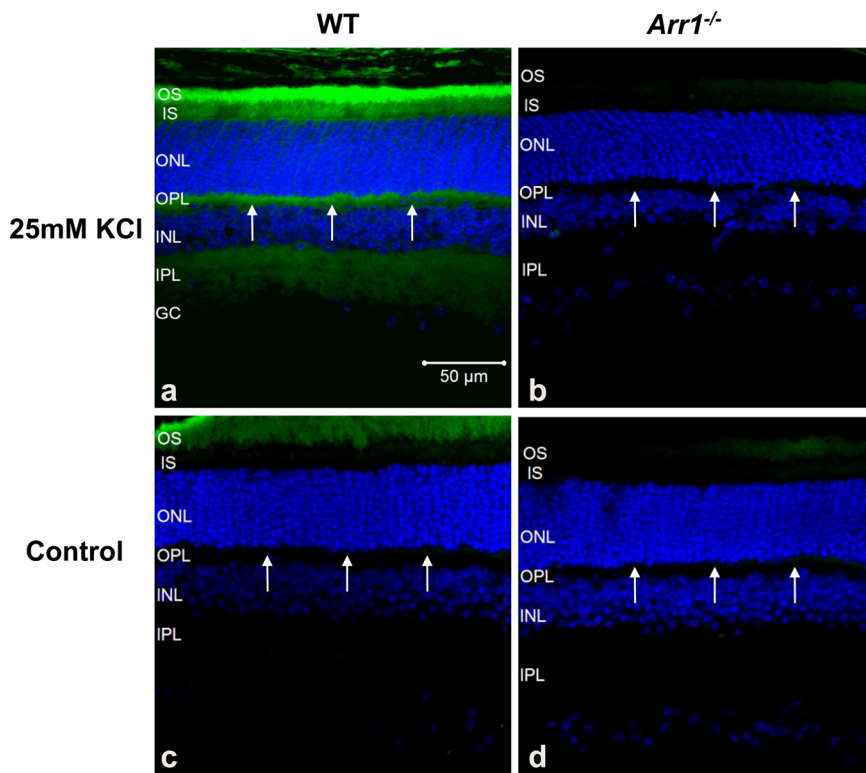 WT
Arr1-/-
25mM KCl
OS
IS
ONL
OPL
INL
IPL
GC
50 μm
a
OS
IS
ONL
OPL
INL
IPL
b
Control
OS
IS
ONL
OPL
INL
IPL
c
OS
IS
ONL
OPL
INL
IPL
d